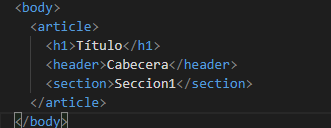 <body>
<article>
<h1>Título</h1>
<header>Cabecera</header>
<section>Seccion1</section>
</article>
</body>